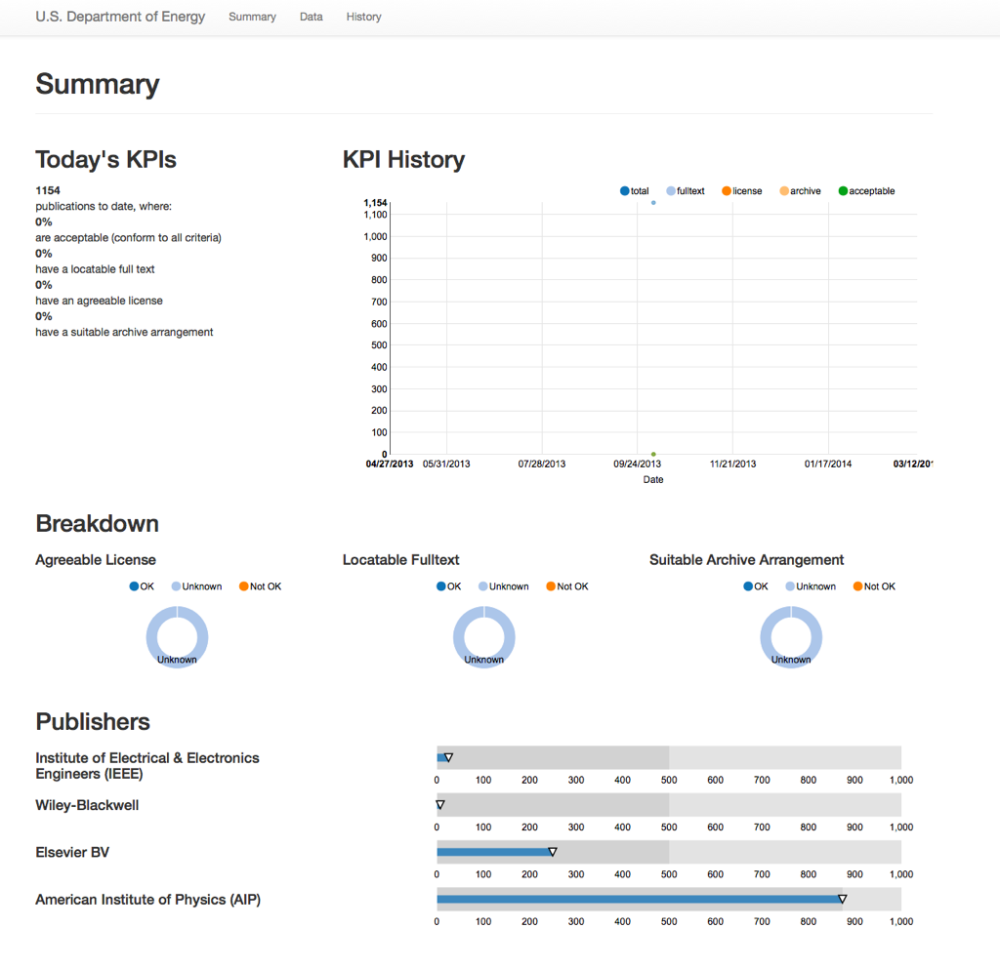 U.S. Department of Energy Summary Data History
Summary
Today's KPIs
1154
publications to date, where:
0%
are acceptable (conform to all criteria)
0%
have a locatable full text
0%
have an agreeable license
0%
have a suitable archive arrangement
KPI History
total fulltext license archive acceptable
1,154
1,100
1,000
900
800
700
600
500
400
300
200
100
0
04/27/2013 05/31/2013 07/28/2013 09/24/2013 11/21/2013 01/17/2014 03/12/20
Date
Breakdown
Agreeable License
OK Unknown Not OK
Unknown
Locatable Fulltext
OK Unknown Not OK
Unknown
Suitable Archive Arrangement
OK Unknown Not OK
Unknown
Publishers
Institute of Electrical & Electronics
Engineers (IEEE)
0 100 200 300 400 500 600 700 800 900 1,000
Wiley-Blackwell
0 100 200 300 400 500 600 700 800 900 1,000
Elsevier BV
0 100 200 300 400 500 600 700 800 900 1,000
American Institute of Physics (AIP)
0 100 200 300 400 500 600 700 800 900 1,000